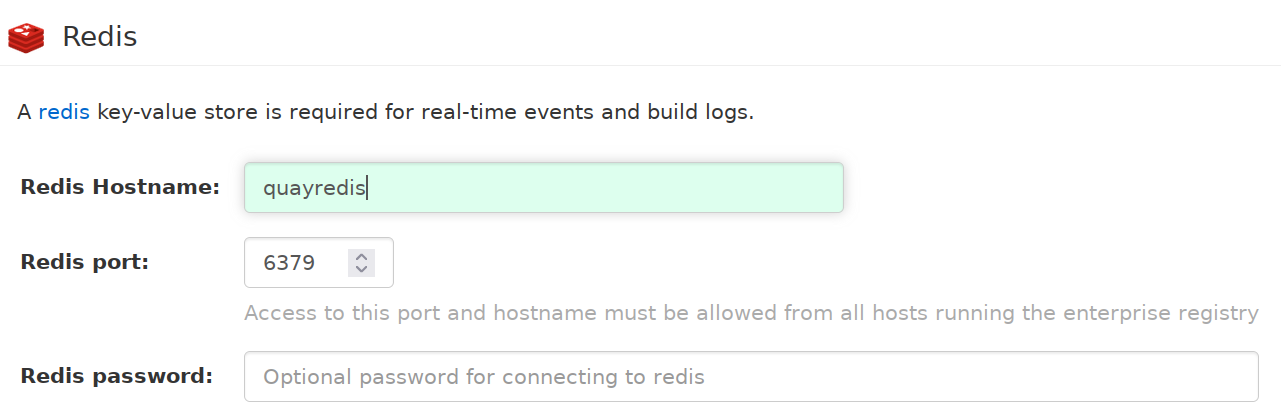 Redis
A redis key-value store is required for real-time events and build logs.
Redis Hostname: quayredis
Redis port: 6379
Access to this port and hostname must be allowed from all hosts running the enterprise registry
Redis password: Optional password for connecting to redis